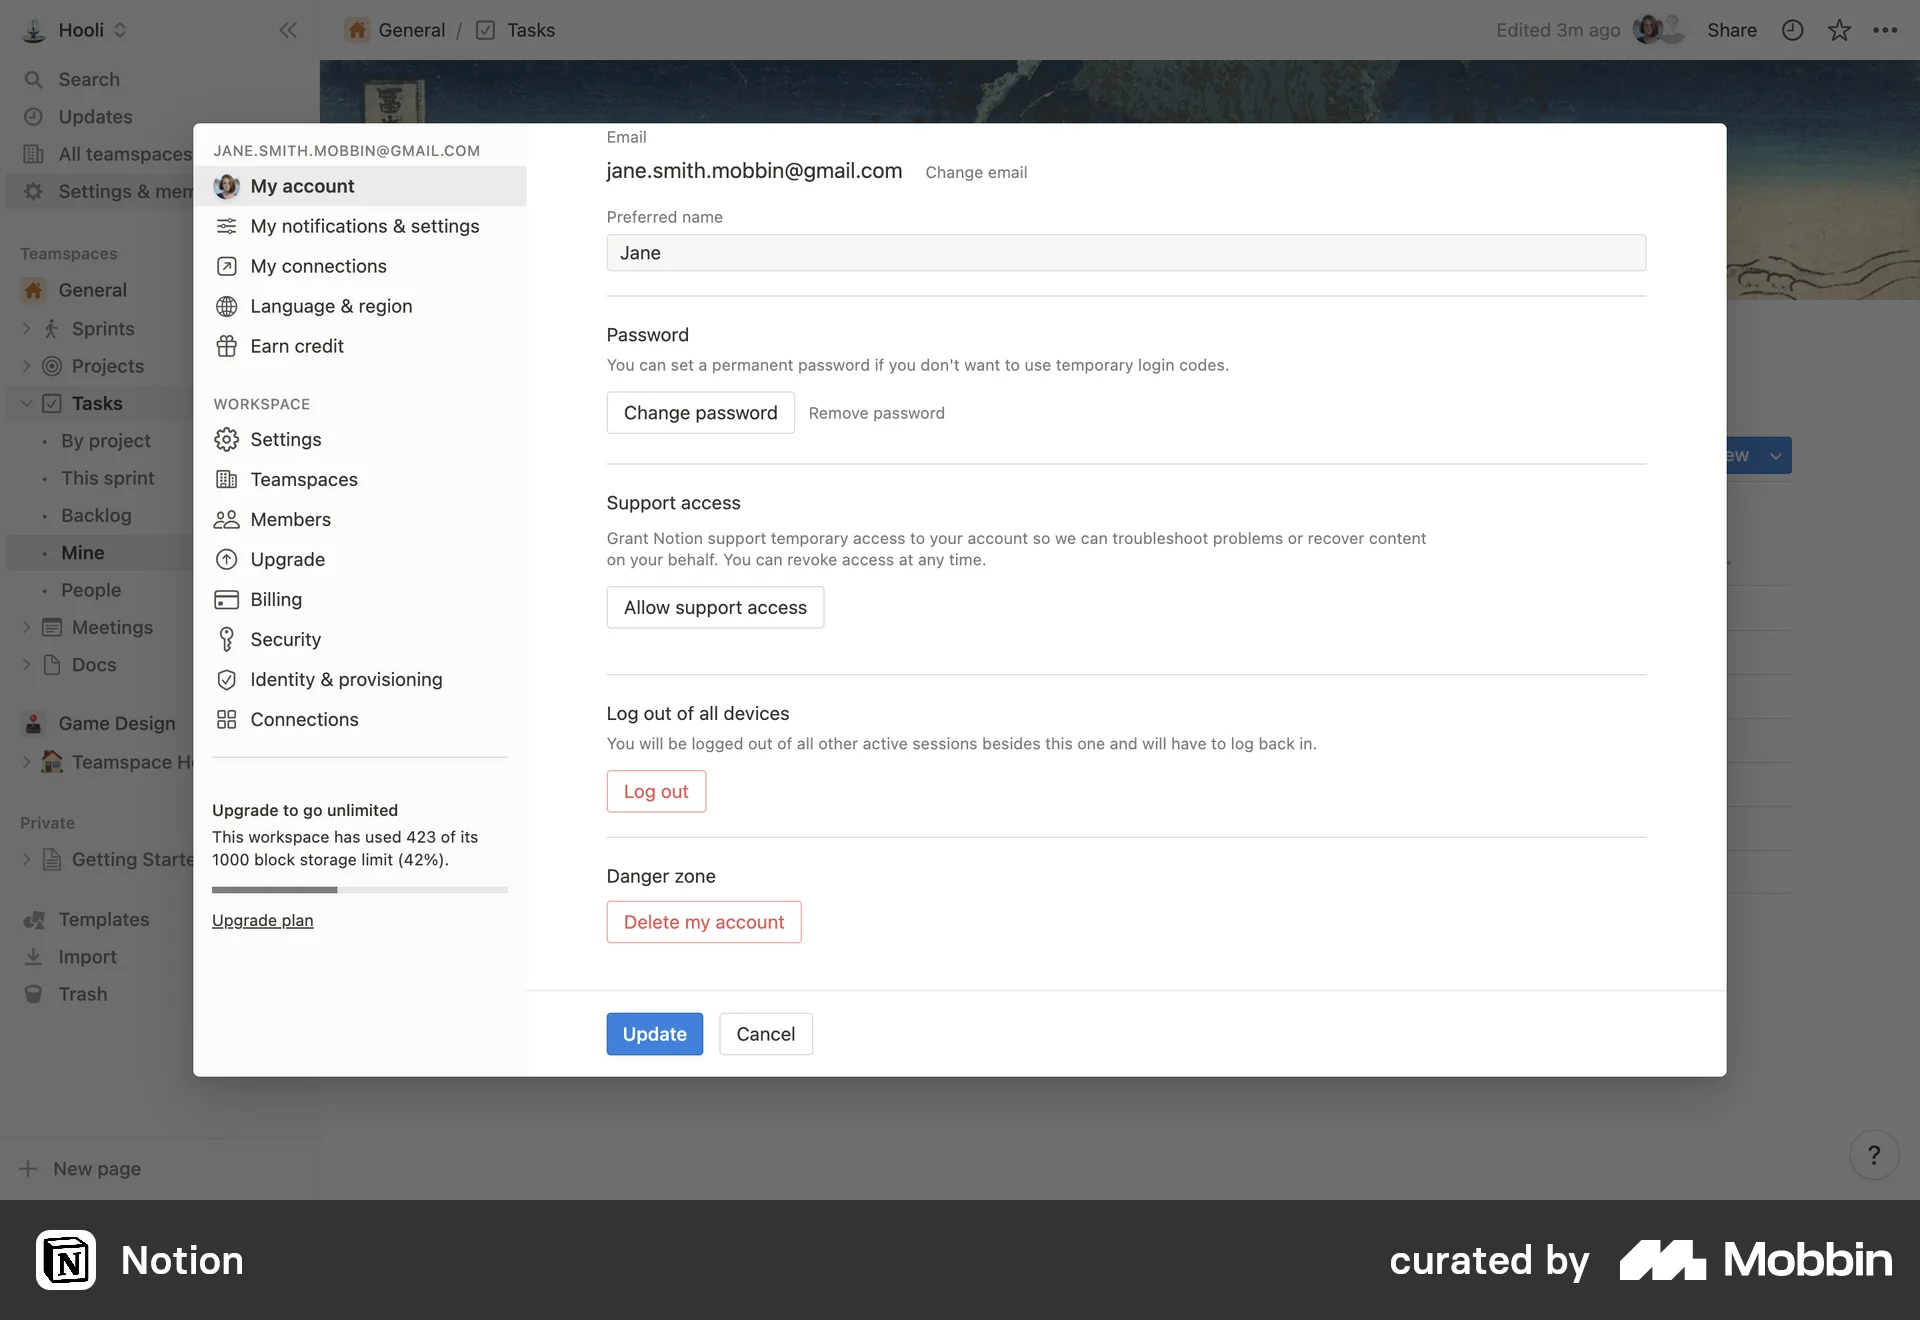 Hooli
General / Tasks
Edited 3m ago
Share
Search
Updates
All teamspaces
Settings & mem
Teamspaces
General
Sprints
Projects
Tasks
By project
This sprint
Backlog
Mine
People
Meetings
Docs
Game Design
Teamspace H
Private
Getting Starte
Templates
Import
Trash
New page
JANE.SMITH.MOBBIN@GMAIL.COM
My account
My notifications & settings
My connections
Language & region
Earn credit
WORKSPACE
Settings
Teamspaces
Members
Upgrade
Billing
Security
Identity & provisioning
Connections
Upgrade to go unlimited
This workspace has used 423 of its
1000 block storage limit (42%).
Upgrade plan
Email
jane.smith.mobbin@gmail.com Change email
Preferred name
Jane
Password
You can set a permanent password if you don't want to use temporary login codes.
Change password Remove password
Support access
Grant Notion support temporary access to your account so we can troubleshoot problems or recover content
on your behalf. You can revoke access at any time.
Allow support access
Log out of all devices
You will be logged out of all other active sessions besides this one and will have to log back in.
Log out
Danger zone
Delete my account
Update Cancel
ew
?
Notion
curated by Mobbin